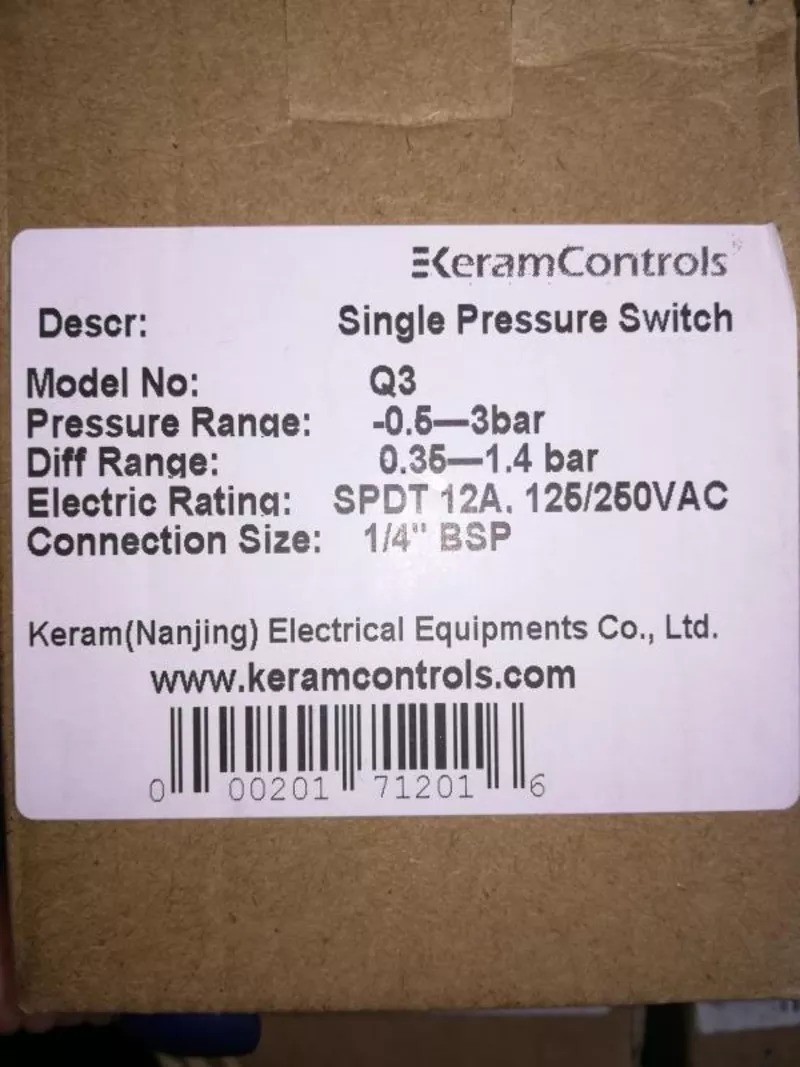 KeramControls
Descr: Single Pressure Switch
Model No: Q3
Pressure Range: -0.5—3bar
Diff Range: 0.35—1.4 bar
Electric Rating: SPDT 12A. 125/250VAC
Connection Size: 1/4" BSP
Keram(Nanjing) Electrical Equipments Co., Ltd.
www.keramcontrols.com
0 00201 71201 6